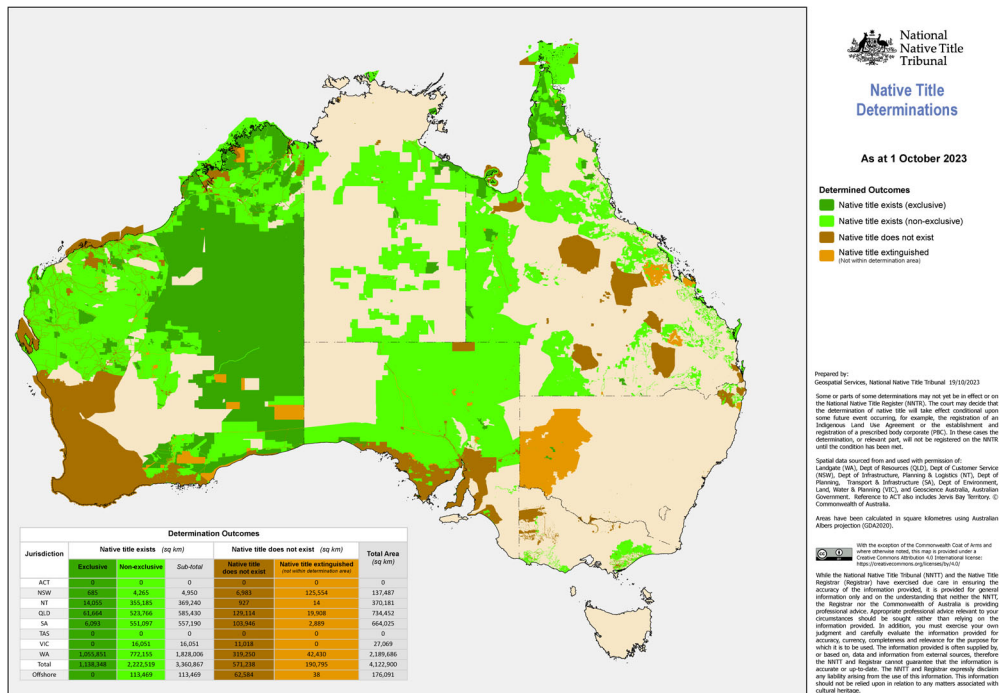 National
Native Title
Tribunal
Native Title
Determinations
As at 1 October 2023
Determined Outcomes
Native title exists (exclusive)
Native title exists (non-exclusive)
Native title does not exist
Native title extinguished
(Not within determination area)
Prepared by:
Geospatial Services, National Native Title Tribunal 19/10/2023
Some or parts of some determinations may not yet be in effect or on
the National Native Title Register (NNTR). The court may decide that
the determination of native title will take effect conditional upon
some future event occurring, for example, the registration of an
Indigenous Land Use Agreement or the establishment and
registration of a prescribed body corporate (PBC). In these cases the
determination, or relevant part, will not be registered on the NNTR
until the condition has been met.
Spatial data sourced from and used with permission of:
Landgate (WA), Dept of Resources (QLD), Dept of Customer Service
(NSW), Dept of Infrastructure, Planning & Logistics (NT), Dept of
Planning, Transport & Infrastructure (SA), Dept of Environment,
Land, Water & Planning (VIC), and Geoscience Australia, Australian
Government. Reference to ACT also includes Jervis Bay Territory. ©
Commonwealth of Australia.
Areas have been calculated in square kilometres using Australian
Albers projection (GDA2020).
cc BY
With the exception of the Commonwealth Coat of Arms and
where otherwise noted, this map is provided under a
Creative Commons Attribution 4.0 International license:
https://creativecommons.org/licenses/by/4.0/
While the National Native Title Tribunal (NNTT) and the Native Title
Registrar (Registrar) have exercised due care in ensuring the
accuracy of the information provided, it is provided for general
information only and on the understanding that neither the NNTT,
the Registrar nor the Commonwealth of Australia is providing
professional advice. Appropriate professional advice relevant to your
circumstances should be sought rather than relying on the
information provided. In addition, you must exercise your own
judgment and carefully evaluate the information provided for
accuracy, currency, completeness and relevance for the purpose for
which it is to be used. The information provided is often supplied by,
or based on, data and information from external sources, therefore
the NNTT and Registrar cannot guarantee that the information is
accurate or up-to-date. The NNTT and Registrar expressly disclaim
any liability arising from the use of this information. This information
should not be relied upon in relation to any matters associated with
cultural heritage.
Determination Outcomes
Jurisdiction Native title exists (sq km) Native title does not exist (sq km) Total Area (sq km)
Exclusive Non-exclusive Sub-total Native title does not exist Native title extinguished (not within determination area)
ACT 0 0 0 0 0 0
NSW 685 4,265 4,950 6,983 125,554 137,487
NT 14,055 355,185 369,240 927 14 370,181
QLD 61,664 523,766 585,430 129,114 19,908 734,452
SA 6,093 551,097 557,190 103,946 2,889 664,025
TAS 0 0 0 0 0 0
VIC 0 16,051 16,051 11,018 0 27,069
WA 1,055,851 772,155 1,828,006 319,250 42,430 2,189,686
Total 1,138,348 2,222,519 3,360,867 571,238 190,795 4,122,900
Offshore 0 113,469 113,469 62,584 38 176,091